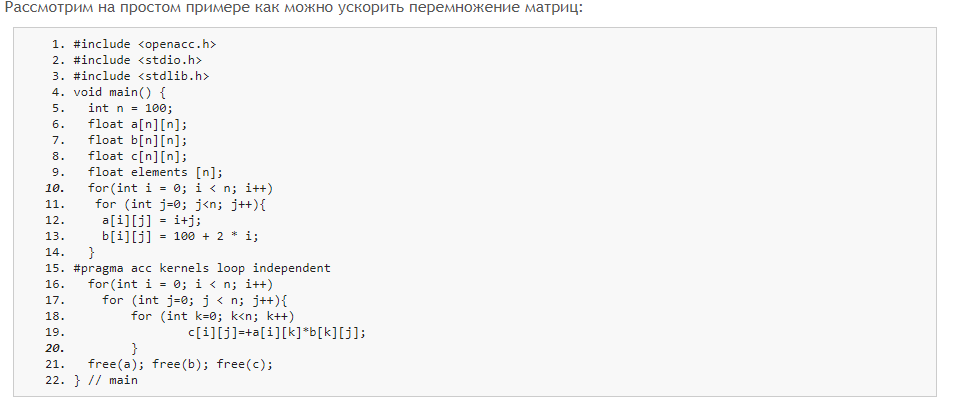 Рассмотрим на простом примере как можно ускорить перемножение матриц:
1. #include <openacc.h>
2. #include <stdio.h>
3. #include <stdlib.h>
4. void main() {
5. int n = 100;
6. float a[n][n];
7. float b[n][n];
8. float c[n][n];
9. float elements [n];
10. for(int i = 0; i < n; i++)
11. for (int j=0; j<n; j++){
12. a[i][j] = i+j;
13. b[i][j] = 100 + 2 * i;
14. }
15. #pragma acc kernels loop independent
16. for(int i = 0; i < n; i++)
17. for (int j=0; j < n; j++){
18. for (int k=0; k<n; k++)
19. c[i][j]=+a[i][k]*b[k][j];
20. }
21. free(a); free(b); free(c);
22. } // main